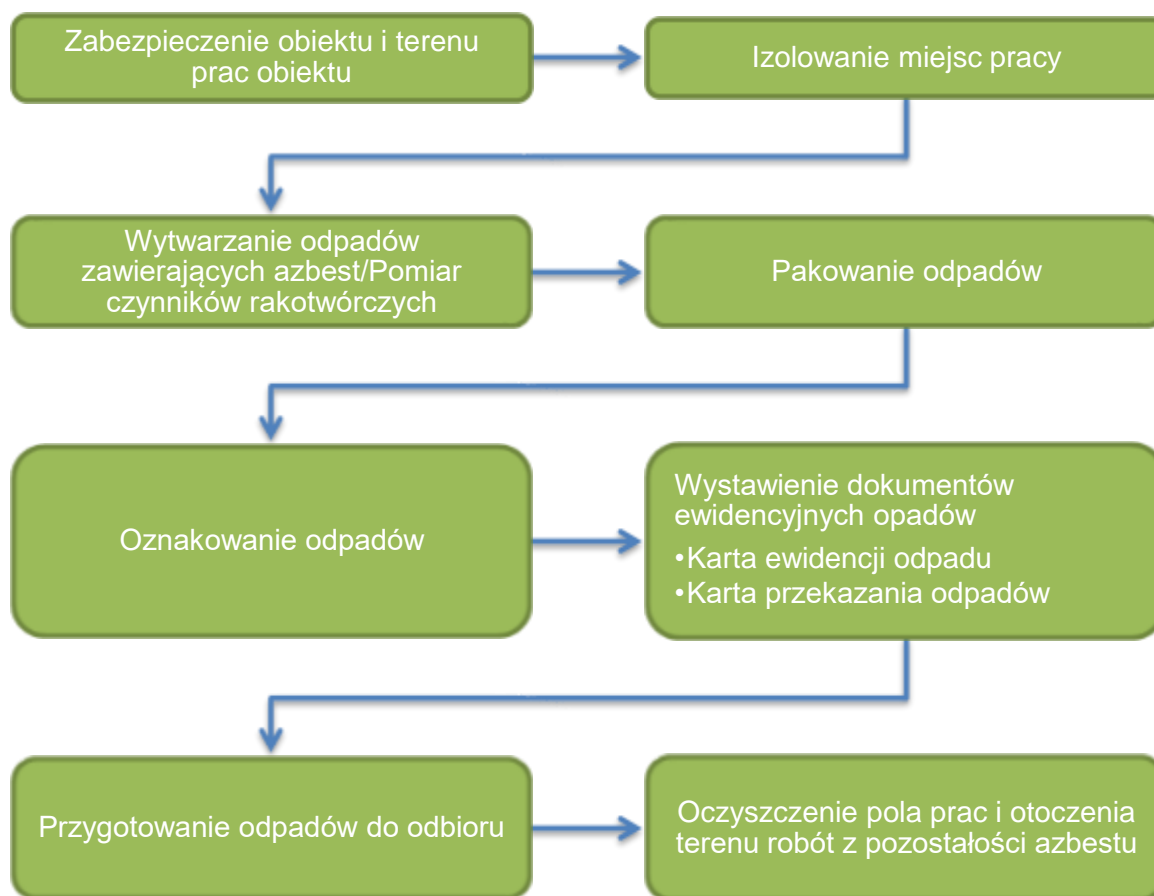 Zabezpieczenie obiektu i terenu
prac obiektu
Izolowanie miejsc pracy
Wytwarzanie odpadów
zawierających azbest/Pomiar
czynników rakotwórczych
Pakowanie odpadów
Oznakowanie odpadów
Wystawienie dokumentów
ewidencyjnych opadów
•Karta ewidencji odpadu
•Karta przekazania odpadów
Przygotowanie odpadów do odbioru
Oczyszczenie pola prac i otoczenia
terenu robót z pozostałości azbestu